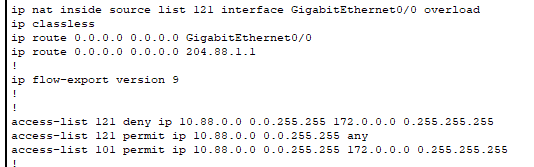 ip nat inside source list 121 interface GigabitEthernet0/0 overload
ip classless
ip route 0.0.0.0 0.0.0.0 GigabitEthernet0/0
ip route 0.0.0.0 0.0.0.0 204.88.1.1
!
ip flow-export version 9
!
!
access-list 121 deny ip 10.88.0.0 0.0.255.255 172.0.0.0 0.255.255.255
access-list 121 permit ip 10.88.0.0 0.0.255.255 any
access-list 101 permit ip 10.88.0.0 0.0.255.255 172.0.0.0 0.255.255.255
!